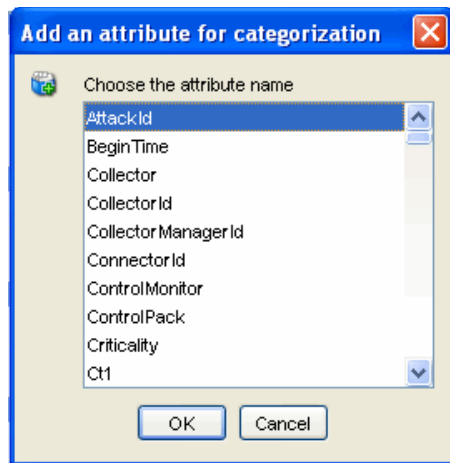 Add an attribute for categorization
Choose the attribute name
AttackId
BeginTime
Collector
CollectorId
CollectorManagerId
ConnectorId
ControlMonitor
ControlPack
Criticality
Ct1
OK
Cancel